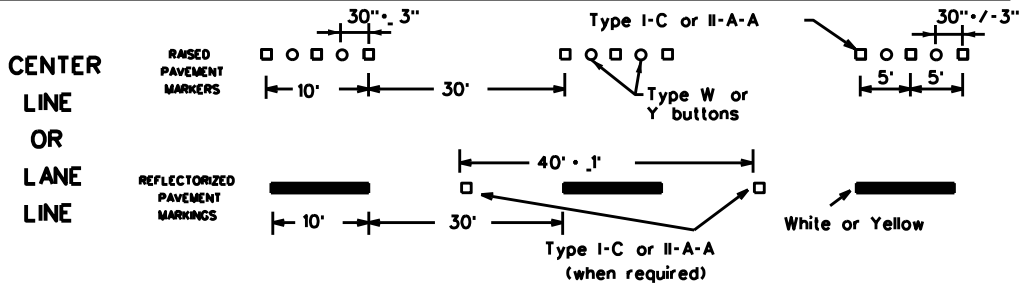 30"·_3"
Type I-C or II-A-A
30"·/-3"
CENTER
LINE
OR
LANE
LINE
RAISED
PAVEMENT
MARKERS
10'
30'
Type W or
Y buttons
5'
5'
40' · _1'
REFLECTORIZED
PAVEMENT
MARKINGS
10'
30'
Type I-C or II-A-A
(when required)
White or Yellow